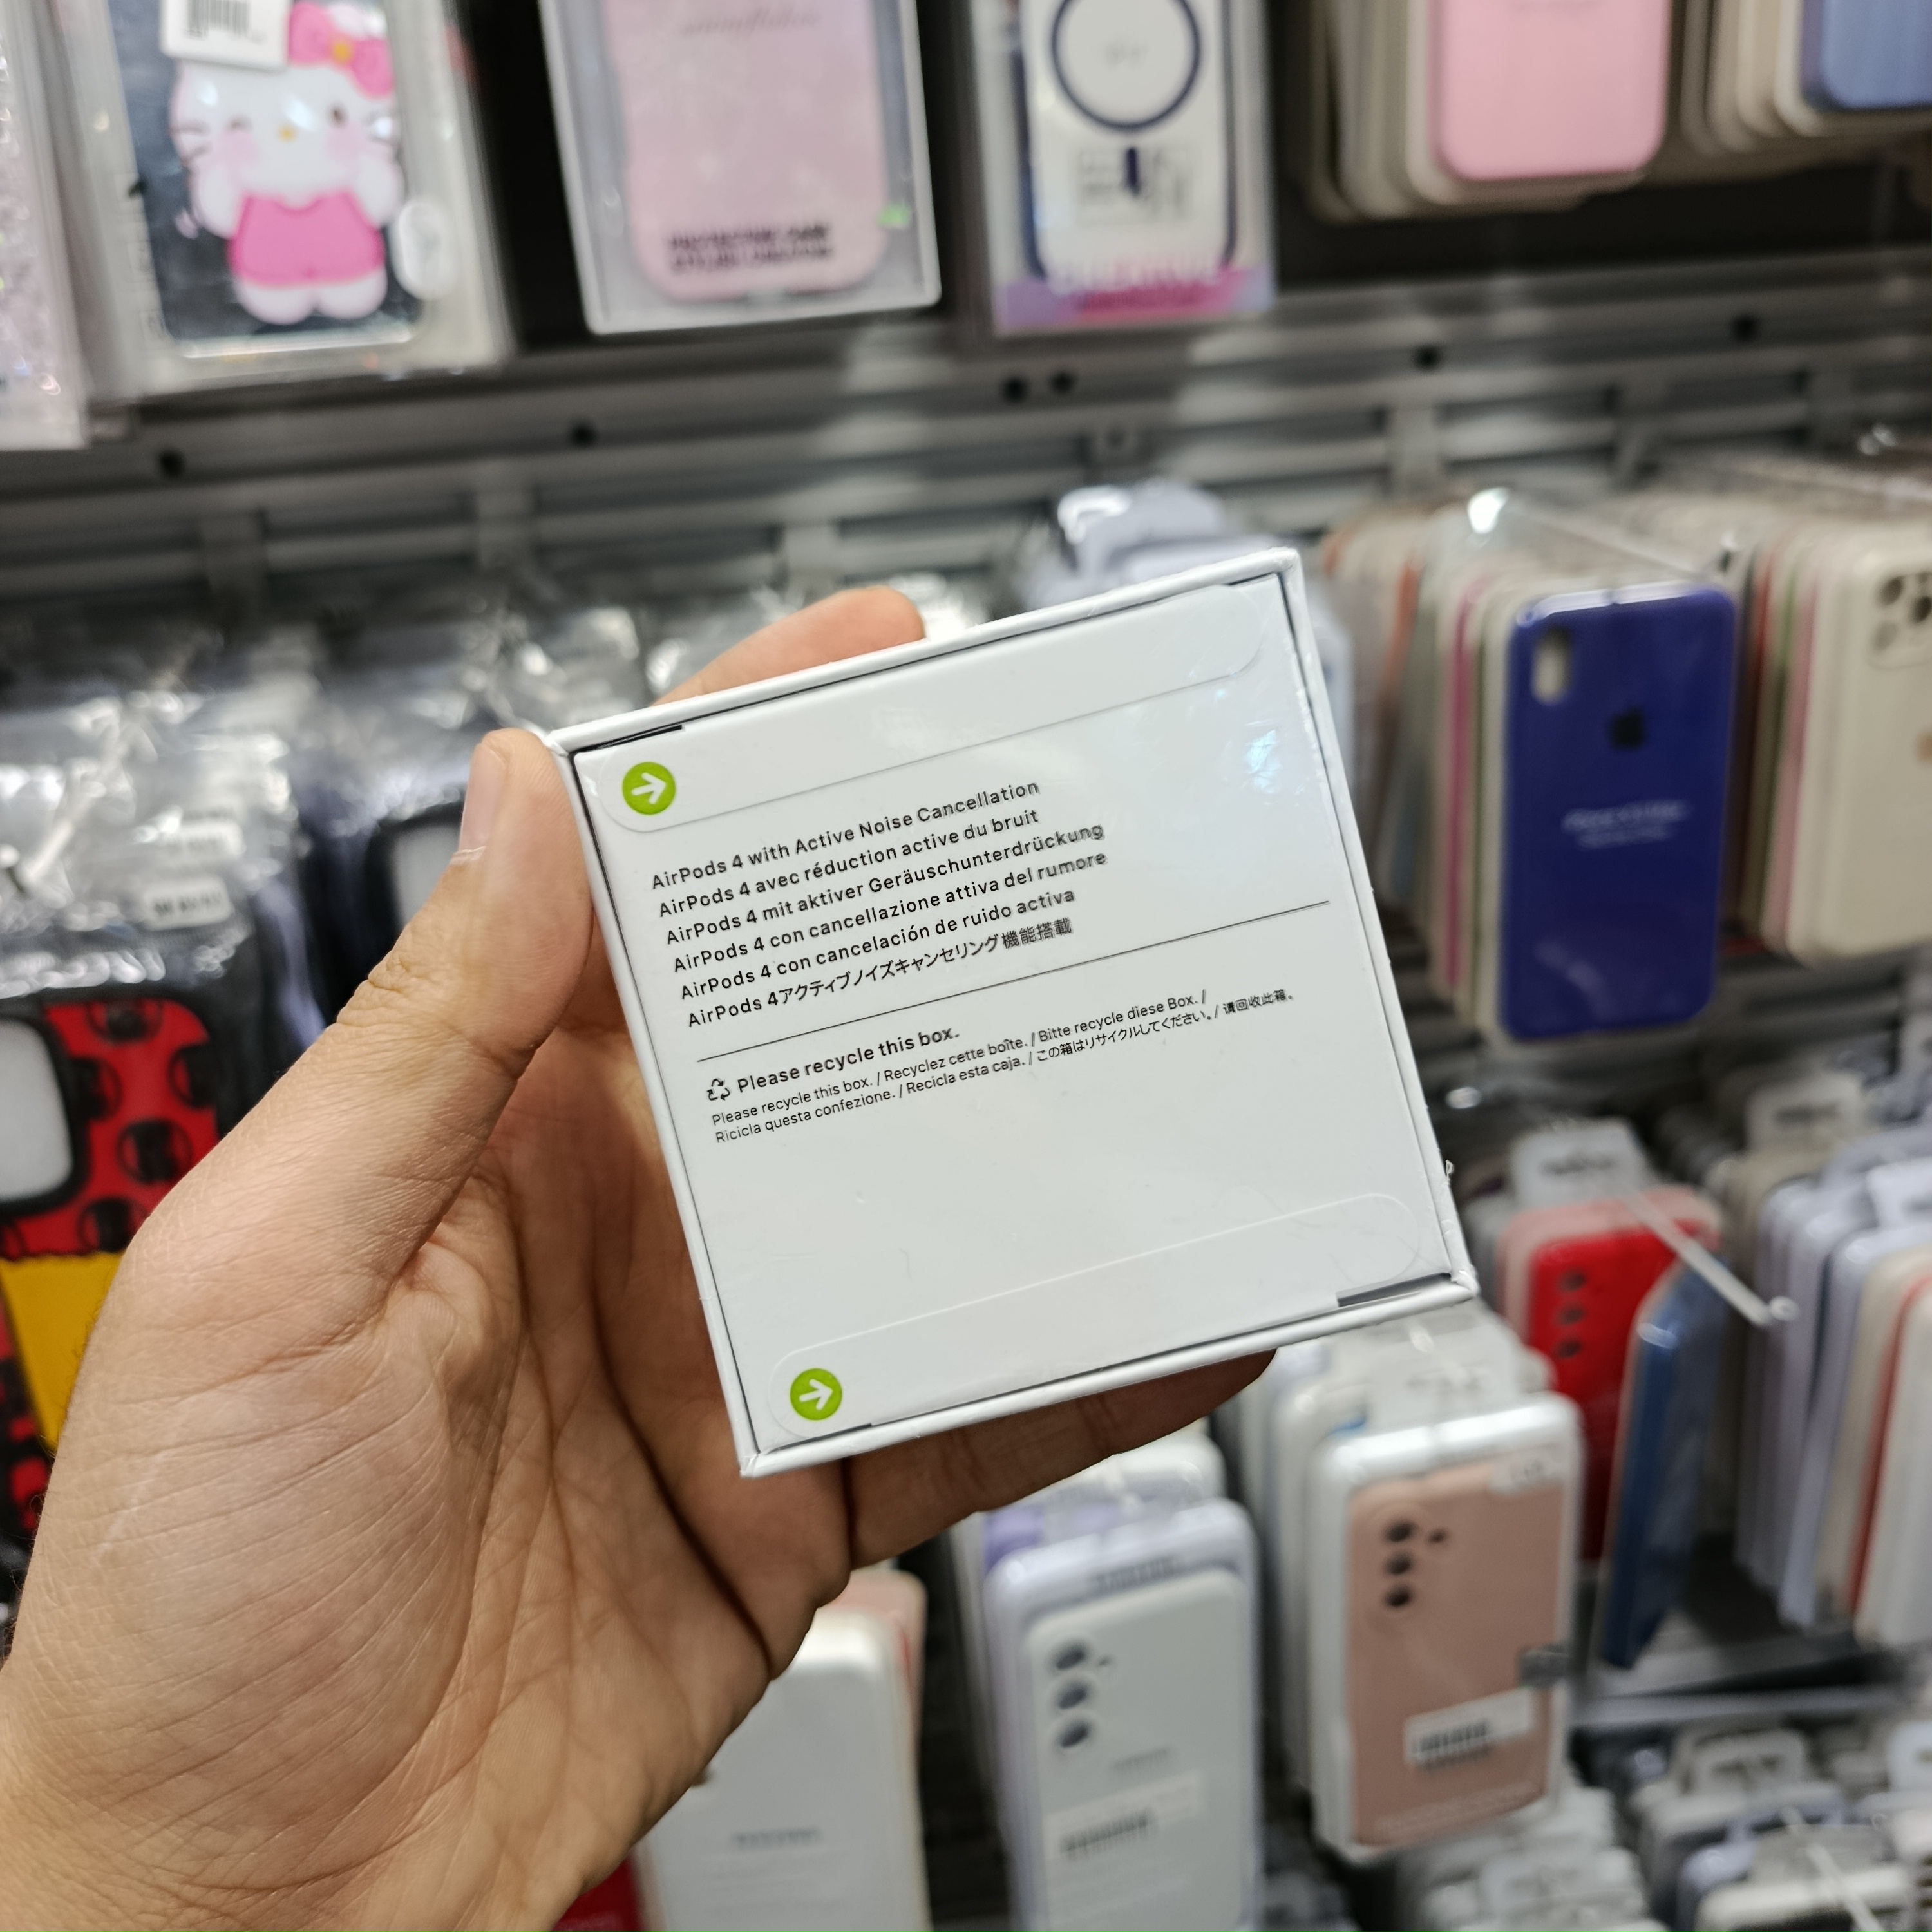 AirPods 4 with Active Noise Cancellation
AirPods 4 avec réduction active du bruit
AirPods 4 mit aktiver Geräuschunterdrückung
AirPods 4 con cancellazione attiva del rumore
AirPods 4 con cancelación de ruido activa
AirPods 4アクティブノイズキャンセリング機能搭載
Please recycle this box.
Please recycle this box. / Recyclez cette boîte. / Bitte recycle diese Box. /
Ricicla questa confezione. / Recicla esta caja. / この箱はリサイクルしてください。/ 请回收此箱。